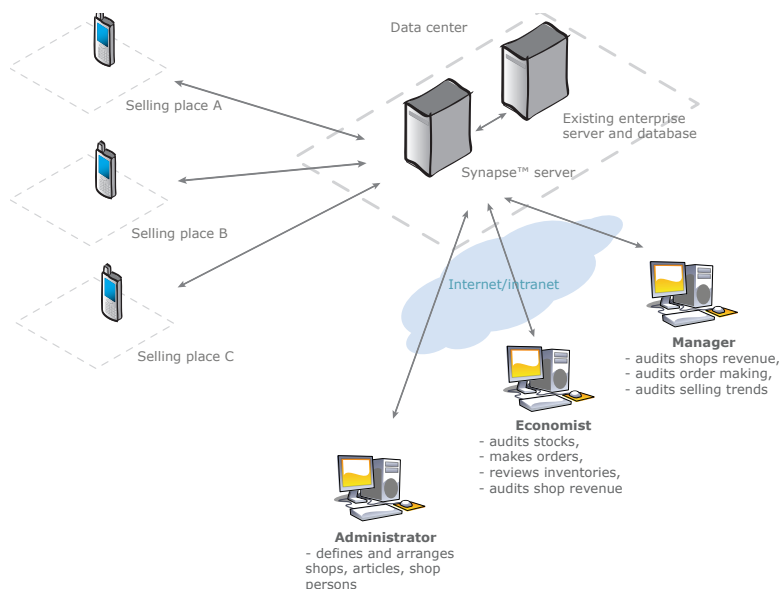 Data center
Selling place A
Existing enterprise
server and database
Synapse™ server
Selling place B
Internet/intranet
Selling place C
Manager
- audits shops revenue,
- audits order making,
- audits selling trends
Economist
- audits stocks,
- makes orders,
- reviews inventories,
- audits shop revenue
Administrator
- defines and arranges
shops, articles, shop
persons